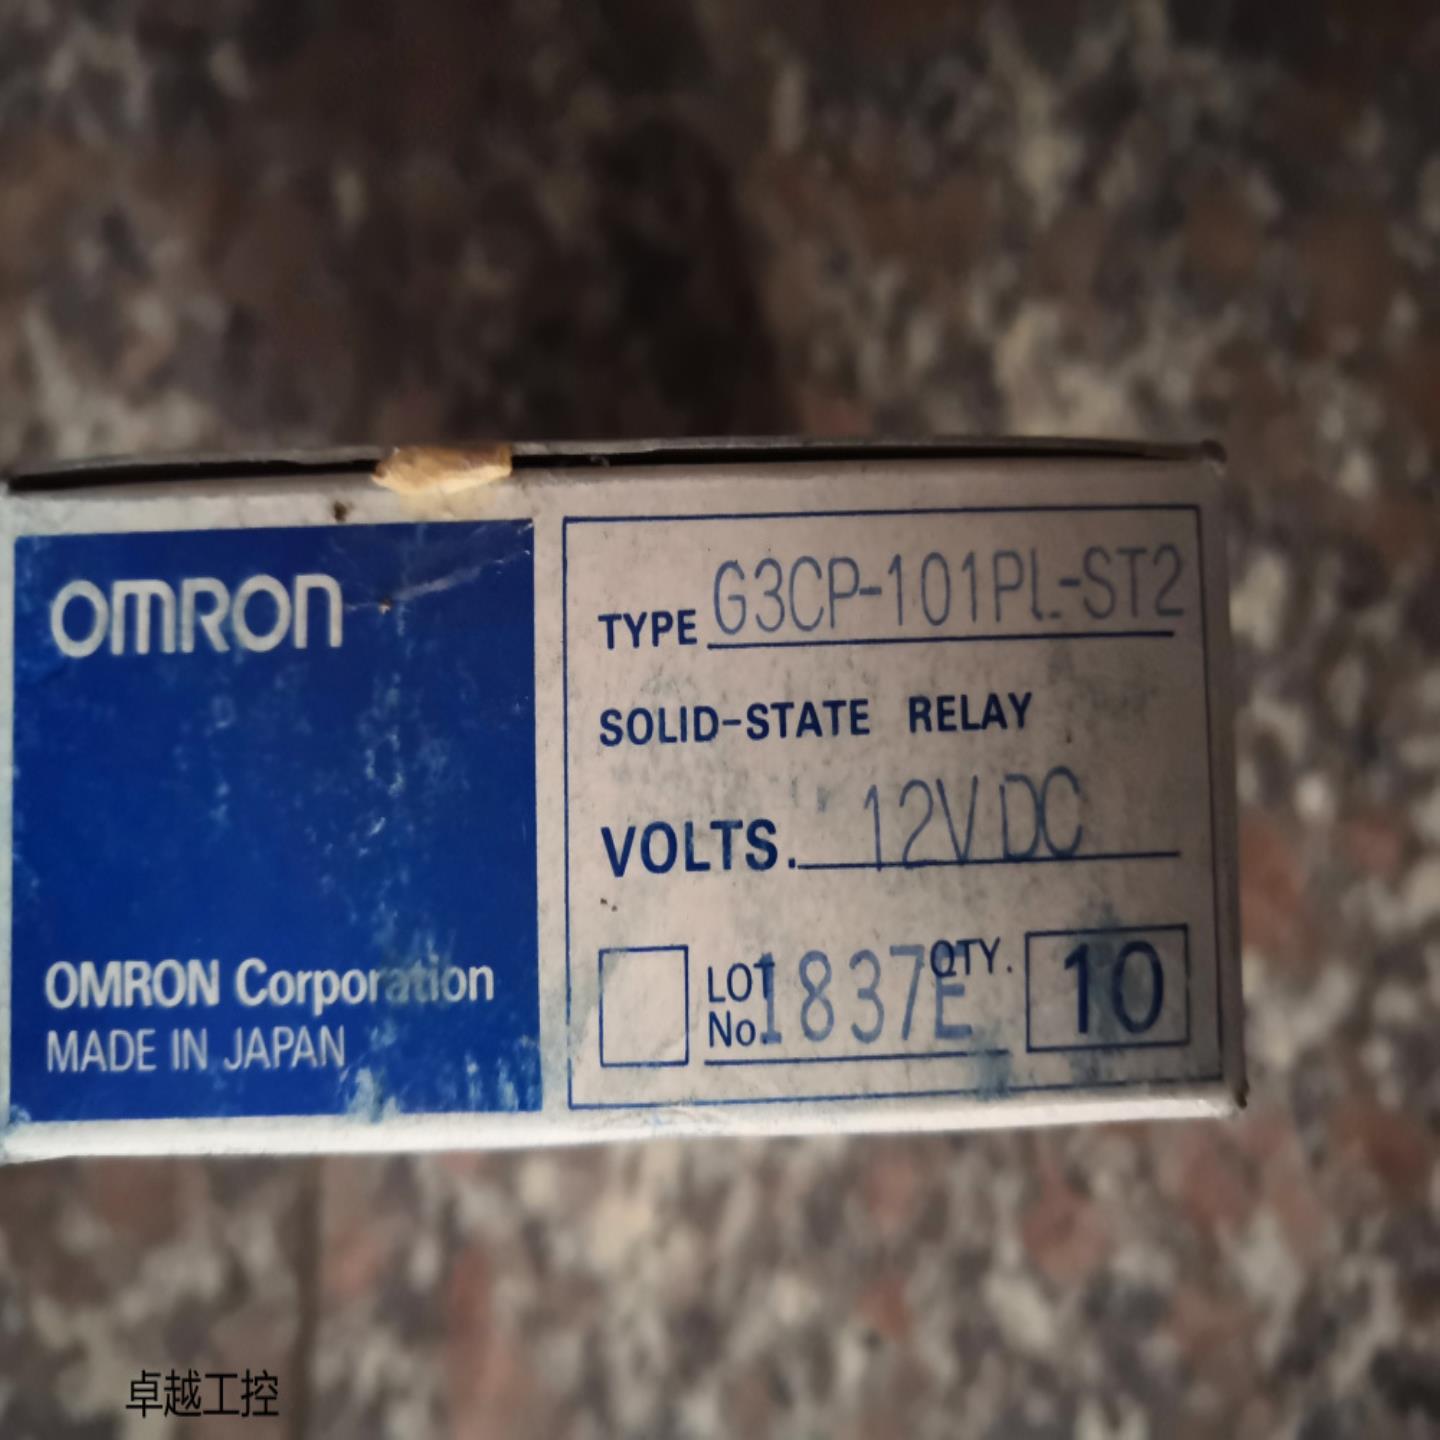 OMRON
OMRON Corporation
MADE IN JAPAN
TYPE G3CP-101PL-ST2
SOLID-STATE RELAY
VOLTS. 12V DC
LOT No. 1837E QTY. 10
卓越工控